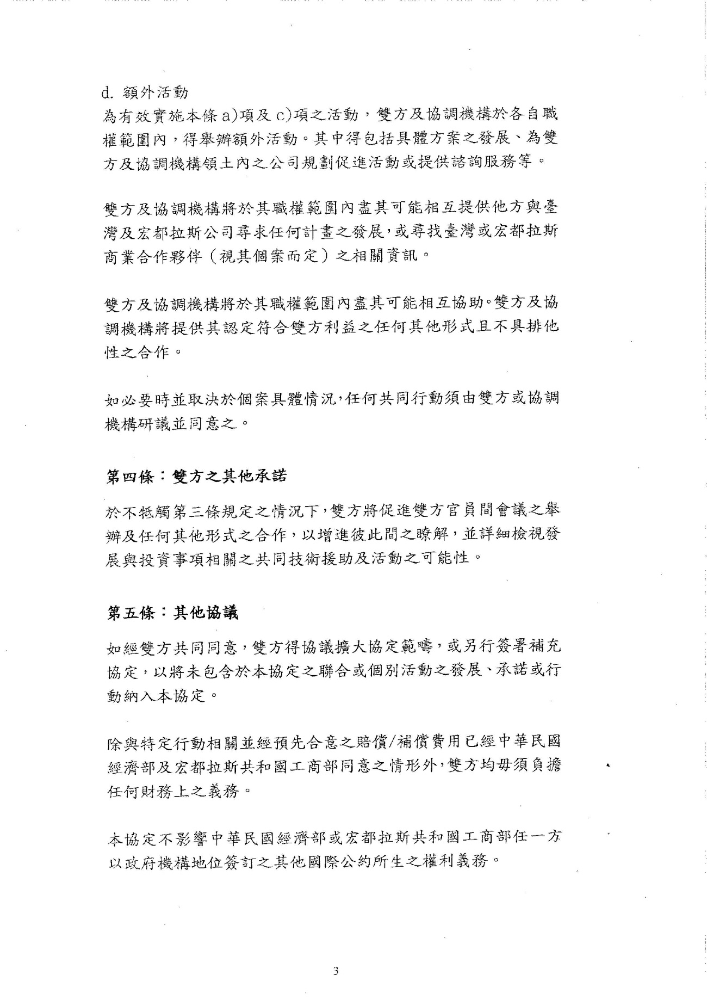 d. 額外活動
為有效實施本條 a)項及 c)項之活動，雙方及協調機構於各自職
權範圍內，得舉辦額外活動。其中得包括具體方案之發展、為雙
方及協調機構領土內之公司規劃促進活動或提供諮詢服務等。
雙方及協調機構將於其職權範圍內盡其可能相互提供他方與臺
灣及宏都拉斯公司尋求任何計畫之發展，或尋找臺灣或宏都拉斯
商業合作夥伴（視其個案而定）之相關資訊。
雙方及協調機構將於其職權範圍內盡其可能相互協助。雙方及協
調機構將提供其認定符合雙方利益之任何其他形式且不具排他
性之合作。
如必要時並取決於個案具體情況，任何共同行動須由雙方或協調
機構研議並同意之。
第四條：雙方之其他承諾
於不牴觸第三條規定之情況下，雙方將促進雙方官員間會議之舉
辦及任何其他形式之合作，以增進彼此間之瞭解，並詳細檢視發
展與投資事項相關之共同技術援助及活動之可能性。
第五條：其他協議
如經雙方共同同意，雙方得協議擴大協定範疇，或另行簽署補充
協定，以將未包含於本協定之聯合或個別活動之發展、承諾或行
動納入本協定。
除與特定行動相關並經預先合意之賠償/補償費用已經中華民國
經濟部及宏都拉斯共和國工商部同意之情形外，雙方均毋須負擔
任何財務上之義務。
本協定不影響中華民國經濟部或宏都拉斯共和國工商部任一方
以政府機構地位簽訂之其他國際公約所生之權利義務。
3